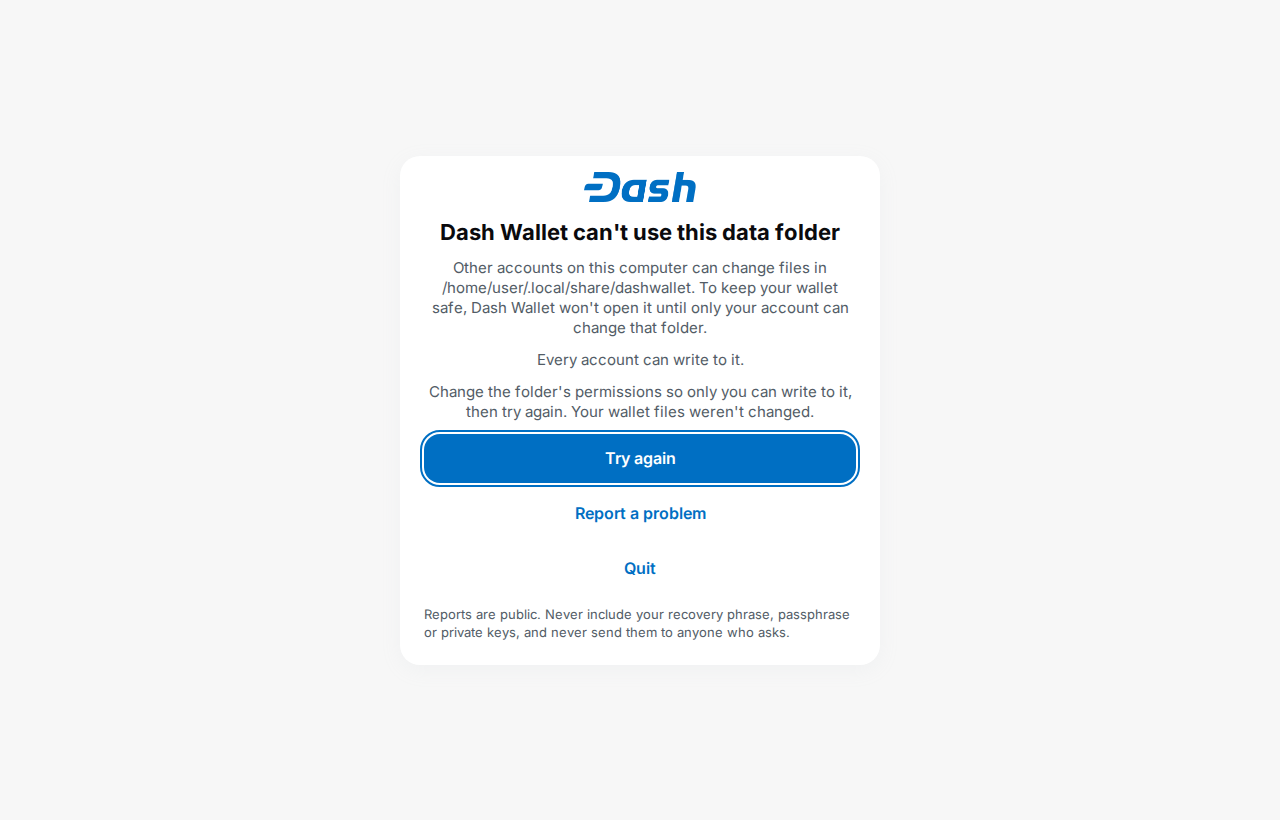 Dash
Dash Wallet can't use this data folder
Other accounts on this computer can change files in
/home/user/.local/share/dashwallet. To keep your wallet
safe, Dash Wallet won't open it until only your account can
change that folder.
Every account can write to it.
Change the folder's permissions so only you can write to it,
then try again. Your wallet files weren't changed.
Try again
Report a problem
Quit
Reports are public. Never include your recovery phrase, passphrase
or private keys, and never send them to anyone who asks.